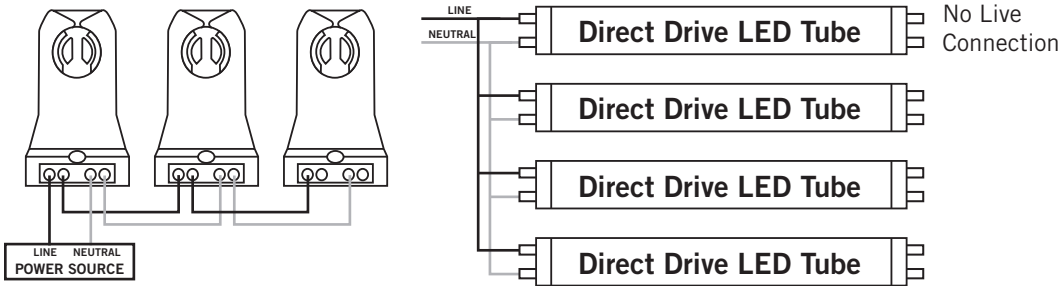 LINE
NEUTRAL
POWER SOURCE
LINE
NEUTRAL
Direct Drive LED Tube
No Live
Connection
Direct Drive LED Tube
Direct Drive LED Tube
Direct Drive LED Tube